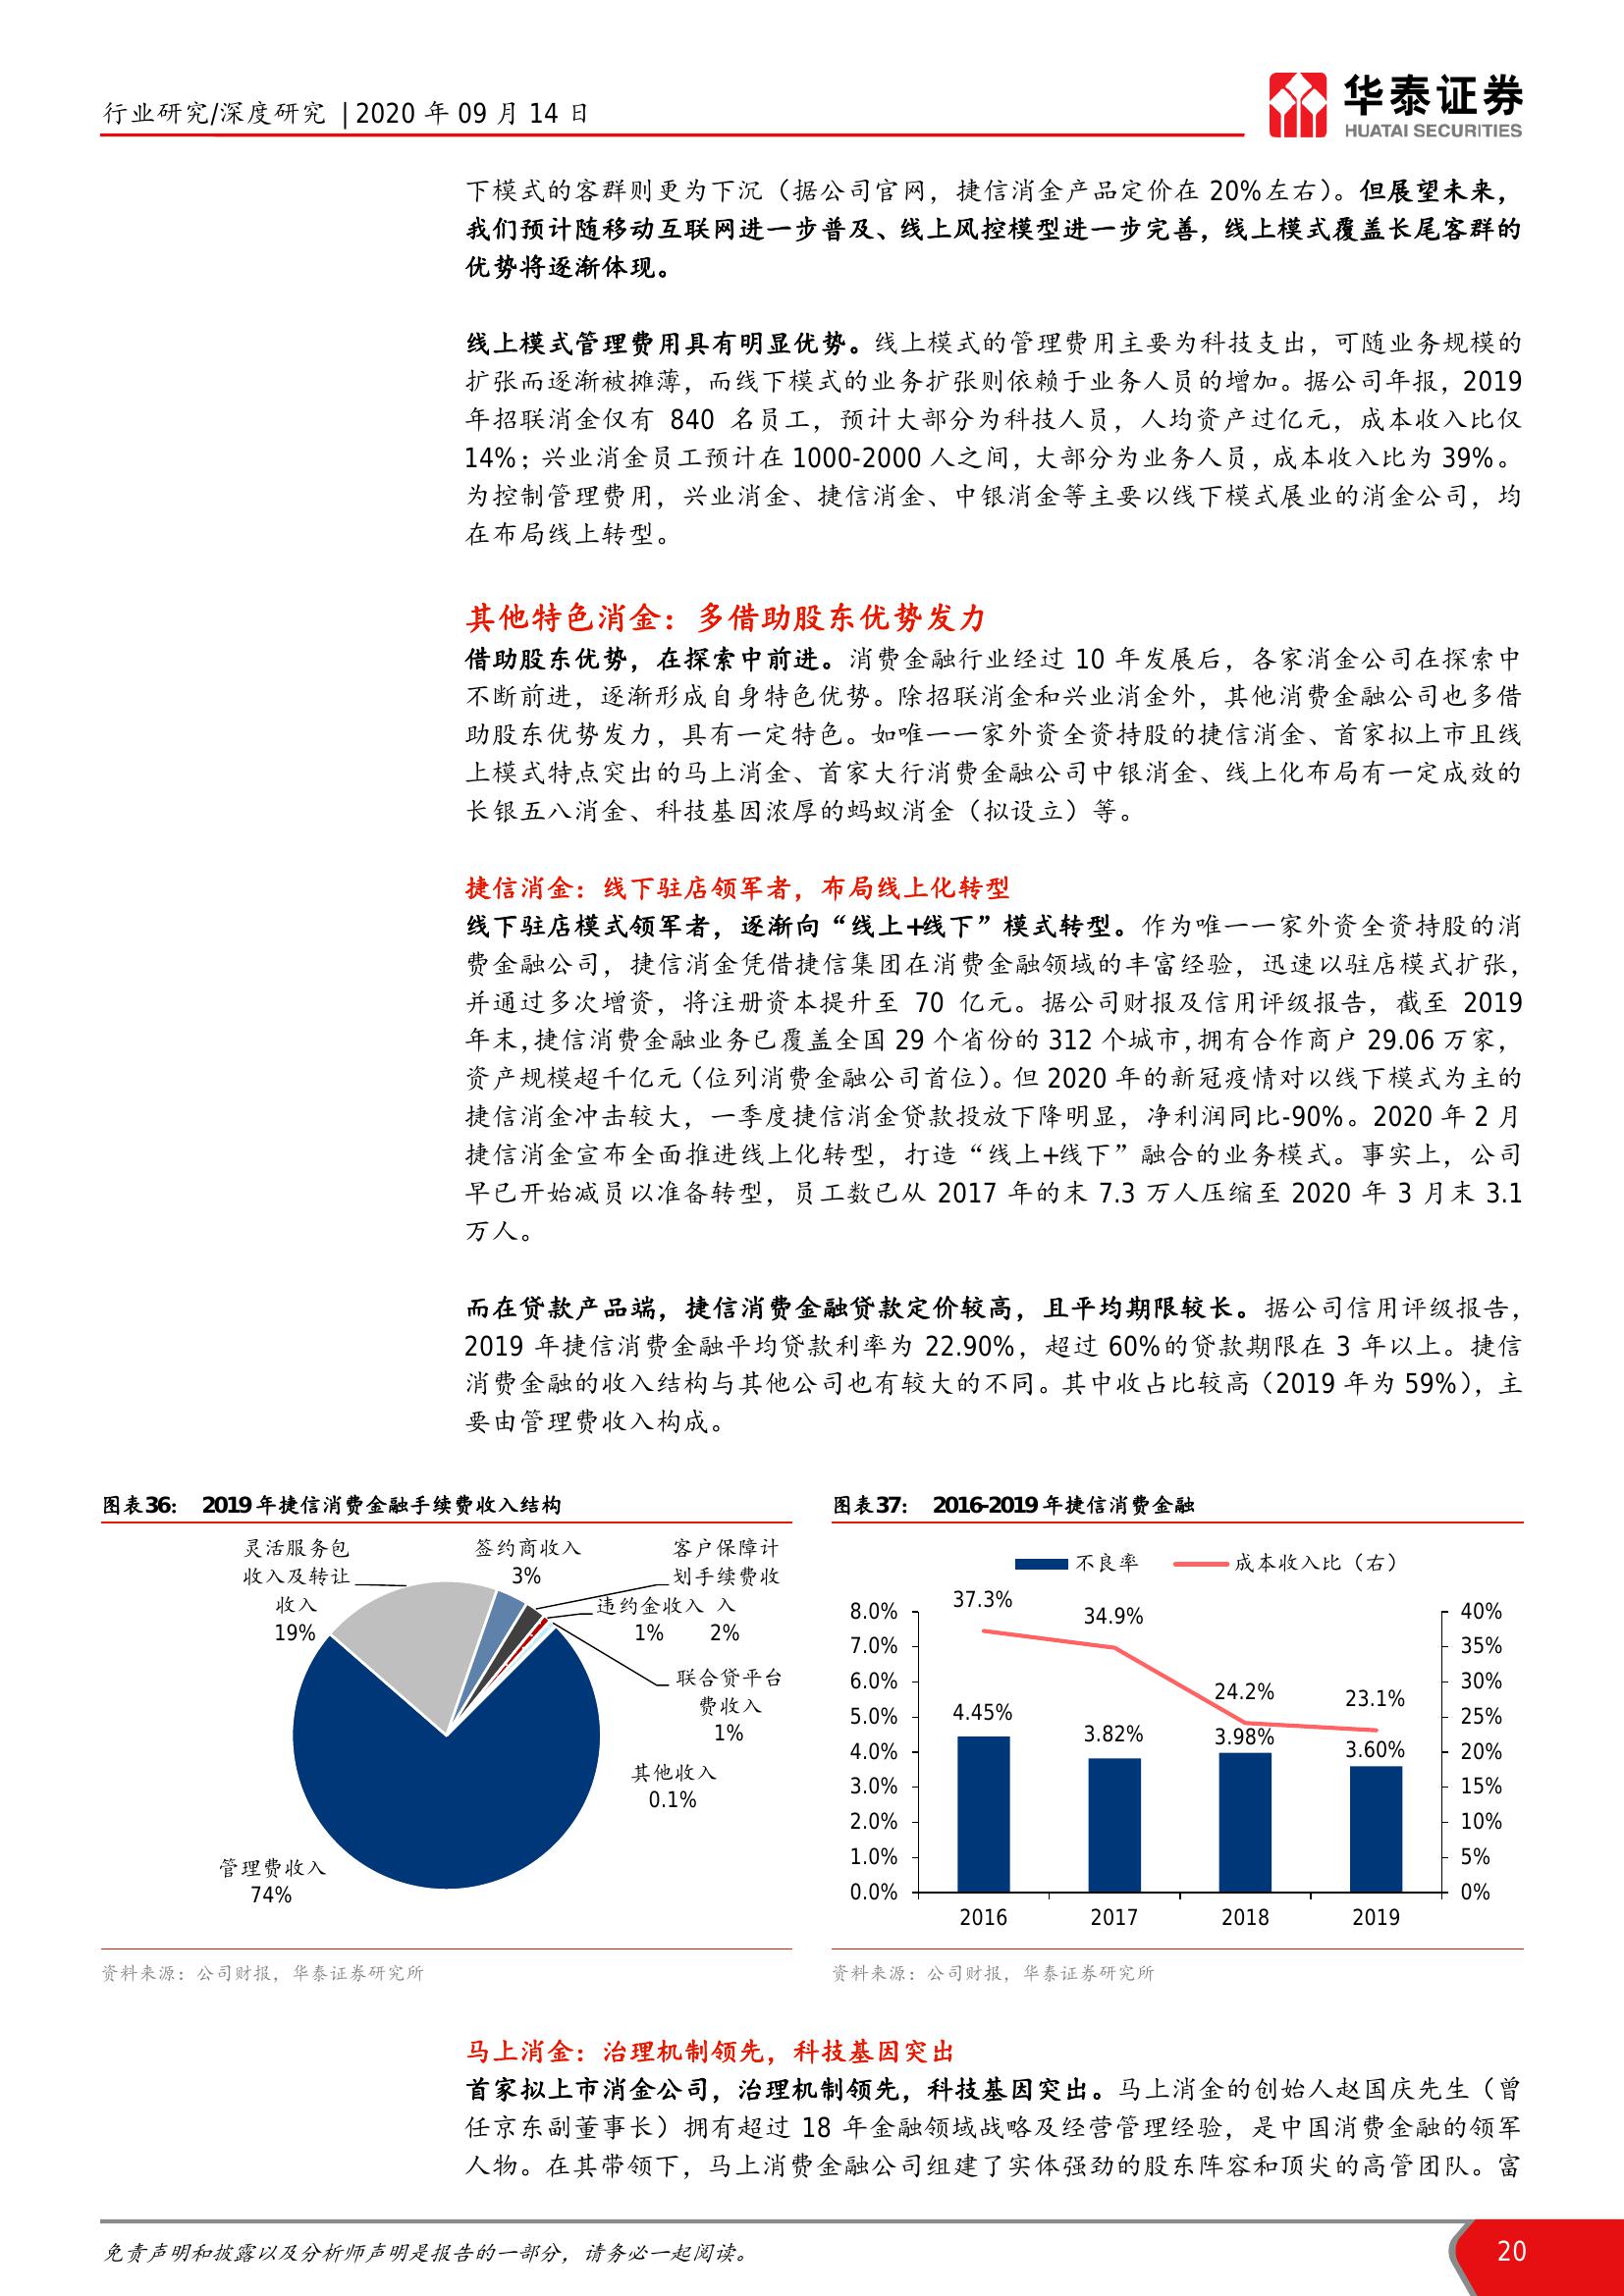 行业研究/深度研究 | 2020 年 09 月 14 日
华泰证券
HUATAI SECURITIES
下模式的客群则更为下沉（据公司官网，捷信消金产品定价在 20%左右）。但展望未来，
我们预计随移动互联网进一步普及、线上风控模型进一步完善，线上模式覆盖长尾客群的
优势将逐渐体现。
线上模式管理费用具有明显优势。线上模式的管理费用主要为科技支出，可随业务规模的
扩张而逐渐被摊薄，而线下模式的业务扩张则依赖于业务人员的增加。据公司年报，2019
年招联消金仅有 840 名员工，预计大部分为科技人员，人均资产过亿元，成本收入比仅
14%；兴业消金员工预计在 1000-2000 人之间，大部分为业务人员，成本收入比为 39%。
为控制管理费用，兴业消金、捷信消金、中银消金等主要以线下模式展业的消金公司，均
在布局线上转型。
其他特色消金：多借助股东优势发力
借助股东优势，在探索中前进。消费金融行业经过 10 年发展后，各家消金公司在探索中
不断前进，逐渐形成自身特色优势。除招联消金和兴业消金外，其他消费金融公司也多借
助股东优势发力，具有一定特色。如唯一一家外资全资持股的捷信消金、首家拟上市且线
上模式特点突出的马上消金、首家大行消费金融公司中银消金、线上化布局有一定成效的
长银五八消金、科技基因浓厚的蚂蚁消金（拟设立）等。
捷信消金：线下驻店领军者，布局线上化转型
线下驻店模式领军者，逐渐向“线上+线下”模式转型。作为唯一一家外资全资持股的消
费金融公司，捷信消金凭借捷信集团在消费金融领域的丰富经验，迅速以驻店模式扩张，
并通过多次增资，将注册资本提升至 70 亿元。据公司财报及信用评级报告，截至 2019
年末，捷信消费金融业务已覆盖全国 29 个省份的 312 个城市，拥有合作商户 29.06 万家，
资产规模超千亿元（位列消费金融公司首位）。但 2020 年的新冠疫情对以线下模式为主的
捷信消金冲击较大，一季度捷信消金贷款投放下降明显，净利润同比-90%。2020 年 2 月
捷信消金宣布全面推进线上化转型，打造“线上+线下”融合的业务模式。事实上，公司
早已开始减员以准备转型，员工数已从 2017 年的末 7.3 万人压缩至 2020 年 3 月末 3.1
万人。
而在贷款产品端，捷信消费金融贷款定价较高，且平均期限较长。据公司信用评级报告，
2019 年捷信消费金融平均贷款利率为 22.90%，超过 60%的贷款期限在 3 年以上。捷信
消费金融的收入结构与其他公司也有较大的不同。其中收占比较高（2019 年为 59%），主
要由管理费收入构成。
图表36： 2019 年捷信消费金融手续费收入结构
灵活服务包
收入及转让
收入
19%
签约商收入
3%
客户保障计
划手续费收
入
2%
违约金收入
1%
联合贷平台
费收入
1%
其他收入
0.1%
管理费收入
74%
资料来源：公司财报，华泰证券研究所
图表37： 2016-2019 年捷信消费金融
不良率 成本收入比（右）
8.0%
7.0%
6.0%
5.0%
4.0%
3.0%
2.0%
1.0%
0.0%
37.3%
34.9%
24.2%
23.1%
4.45%
3.82%
3.98%
3.60%
40%
35%
30%
25%
20%
15%
10%
5%
0%
2016 2017 2018 2019
资料来源：公司财报，华泰证券研究所
马上消金：治理机制领先，科技基因突出
首家拟上市消金公司，治理机制领先，科技基因突出。马上消金的创始人赵国庆先生（曾
任京东副董事长）拥有超过 18 年金融领域战略及经营管理经验，是中国消费金融的领军
人物。在其带领下，马上消费金融公司组建了实体强劲的股东阵容和顶尖的高管团队。富
免责声明和披露以及分析师声明是报告的一部分，请务必一起阅读。
20